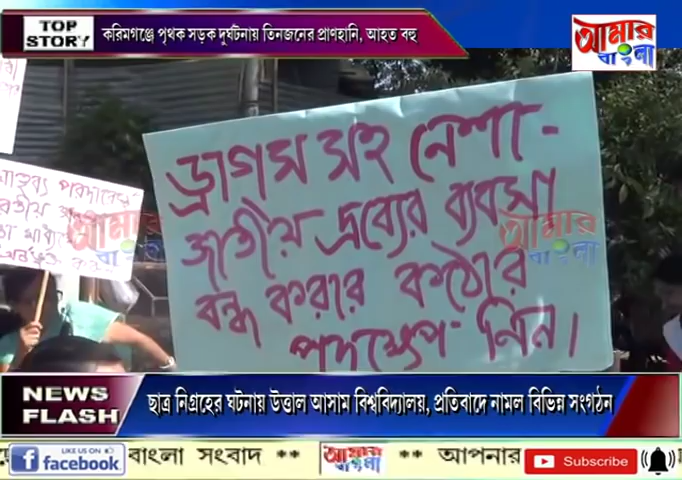 TOP STORY
করিমগঞ্জে পৃথক সড়ক দুর্ঘটনায় তিনজনের প্রাণহানি, আহত বহু
আমার বাংলা
ড্রাগস সহ নেশা-
জাতীয় দ্রব্যের ব্যবসা
বন্ধ করার কঠোর
পদক্ষেপ নিন।
আমার বাংলা
আমার বাংলা
NEWS FLASH
ছাত্র নিগ্রহের ঘটনায় উত্তাল আসাম বিশ্ববিদ্যালয়, প্রতিবাদে নামল বিভিন্ন সংগঠন
LIKE US ON
facebook
বাংলা সংবাদ **
আমার বাংলা
** আপনার
Subscribe